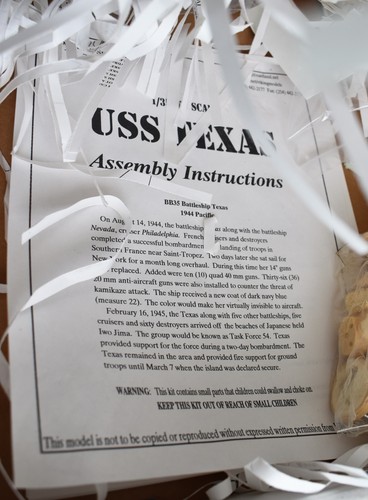 SCA
USS TEXAS
Assembly Instructions
BB35 Battleship Texas
1944 Pacific
On Aug 14, 1944, the battleship along with the battleship
Nevada, cruiser Philadelphia. French and destroyers
completed a successful bombardment landing of troops in
Southern France near Saint-Tropez. Two days later she sat sail for
New York for a month long overhaul. During this time her 14" guns
replaced. Added were ten (10) quad 40 mm guns. Thirty-six (36)
20 mm anti-aircraft guns were also installed to counter the threat of
kamikaze attack. The ship received a new coat of dark navy blue
(measure 22). The color would make her virtually invisible to aircraft.
February 16, 1945, the Texas along with five other battleships, five
cruisers and sixty destroyers arrived off the beaches of Japanese held
Iwo Jima. The group would be known as Task Force 54. Texas
provided support for the force during a two-day bombardment. The
Texas remained in the area and provided fire support for ground
troops until March 7 when the island was declared secure.
WARNING: This kit contains small parts that children could swallow and choke on.
KEEP THIS KIT OUT OF REACH OF SMALL CHILDREN
This model is not to be copied or reproduced without expressed written permission from